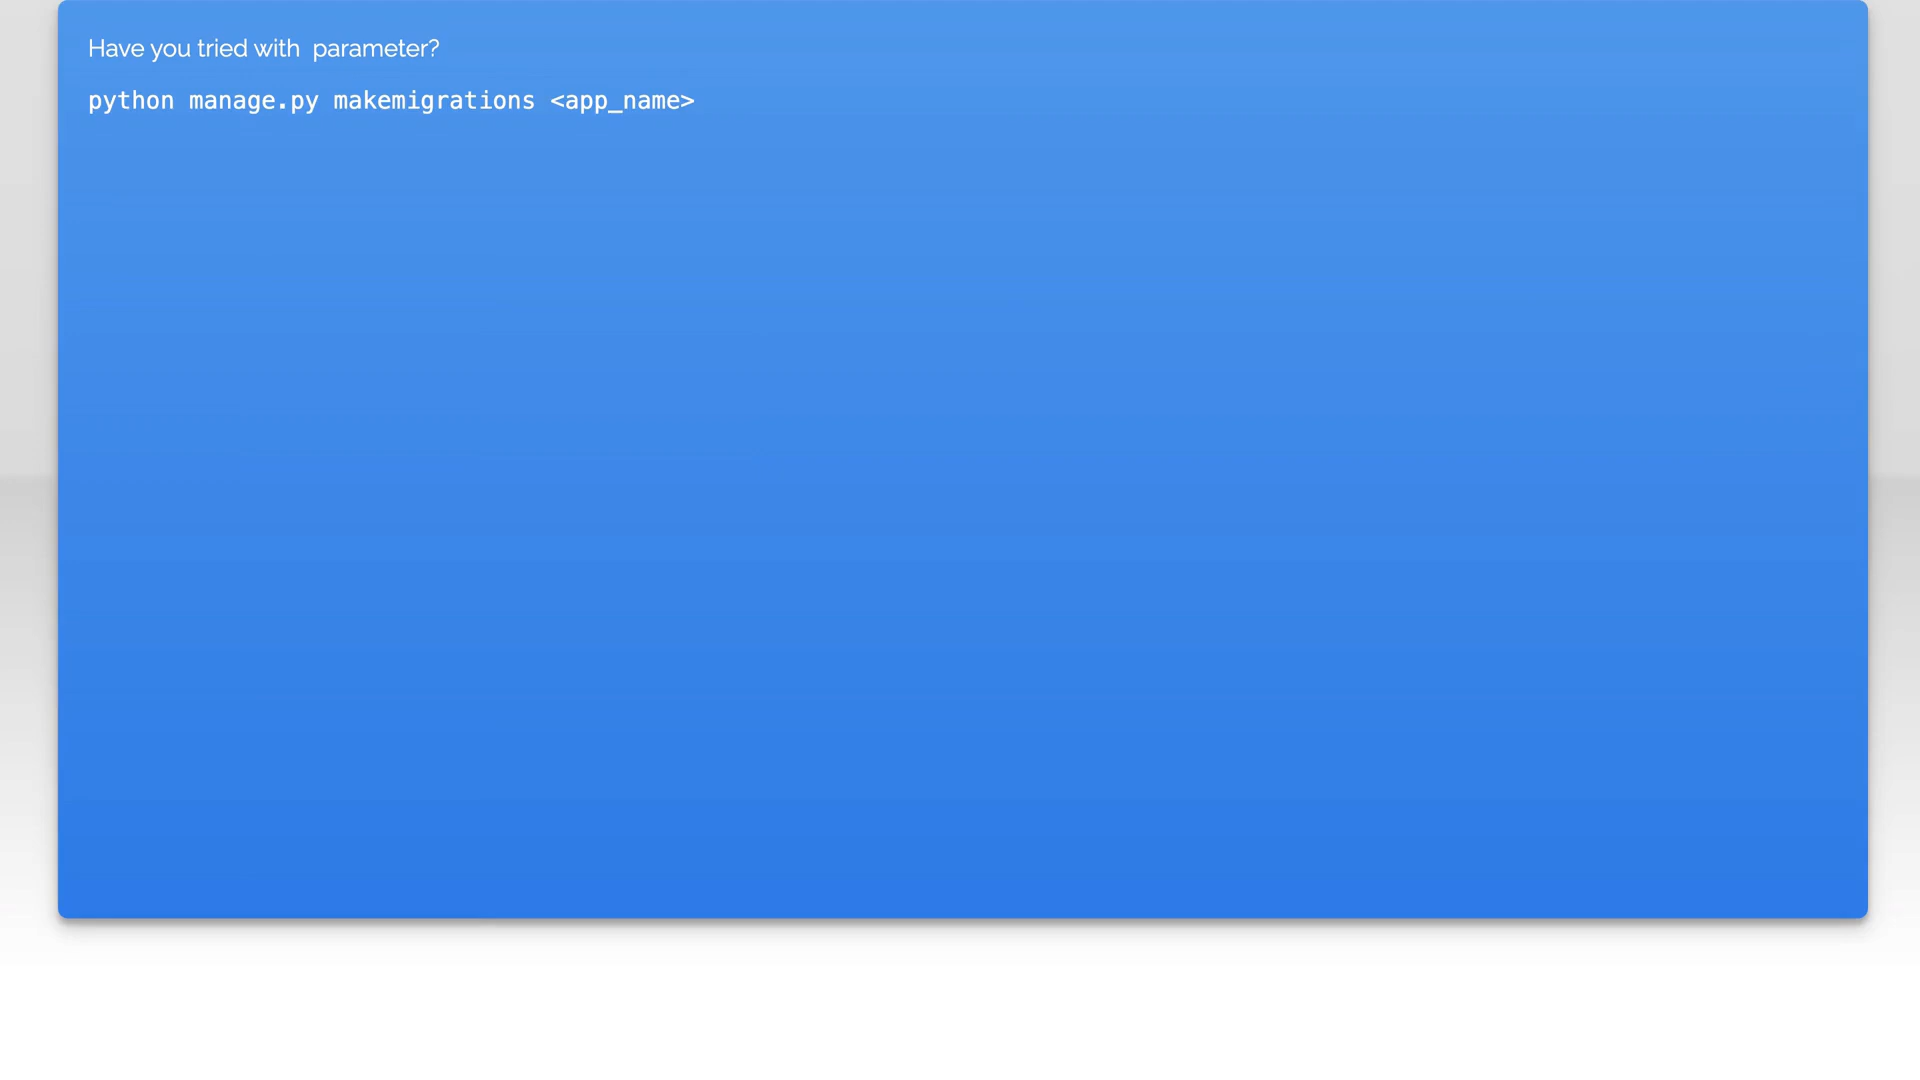 Have you tried with  parameter?
python manage.py makemigrations <app_name>